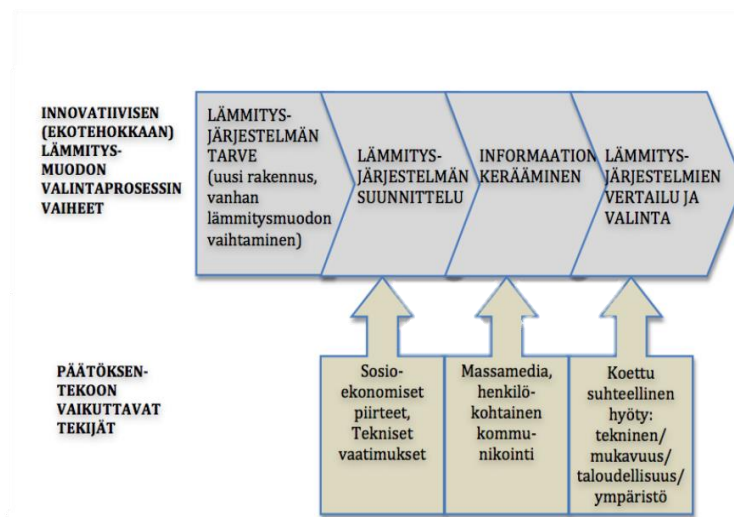 INNOVATIIVISEN
(EKOTEHOKKAAN)
LÄMMITYS-
MUODON
VALINTAPROSESSIN
VAIHEET
LÄMMITYS-
JÄRJESTELMÄN
TARVE
(uusi rakennus,
vanhan
lämmitysmuodon
vaihtaminen)
LÄMMITYS-
JÄRJESTELMÄN
SUUNNITTELU
INFORMAATION
KERÄÄMINEN
LÄMMITYS-
JÄRJESTELMIEN
VERTAILU JA
VALINTA
PÄÄTÖKSEN-
TEKOON
VAIKUTTAVAT
TEKIJÄT
Sosio-
ekonomiset
piirteet,
Tekniset
vaatimukset
Massamedia,
henkilö-
kohtainen
kommu-
nikointi
Koettu
suhteellinen
hyöty:
tekninen/
mukavuus/
taloudellisuus/
ympäristö